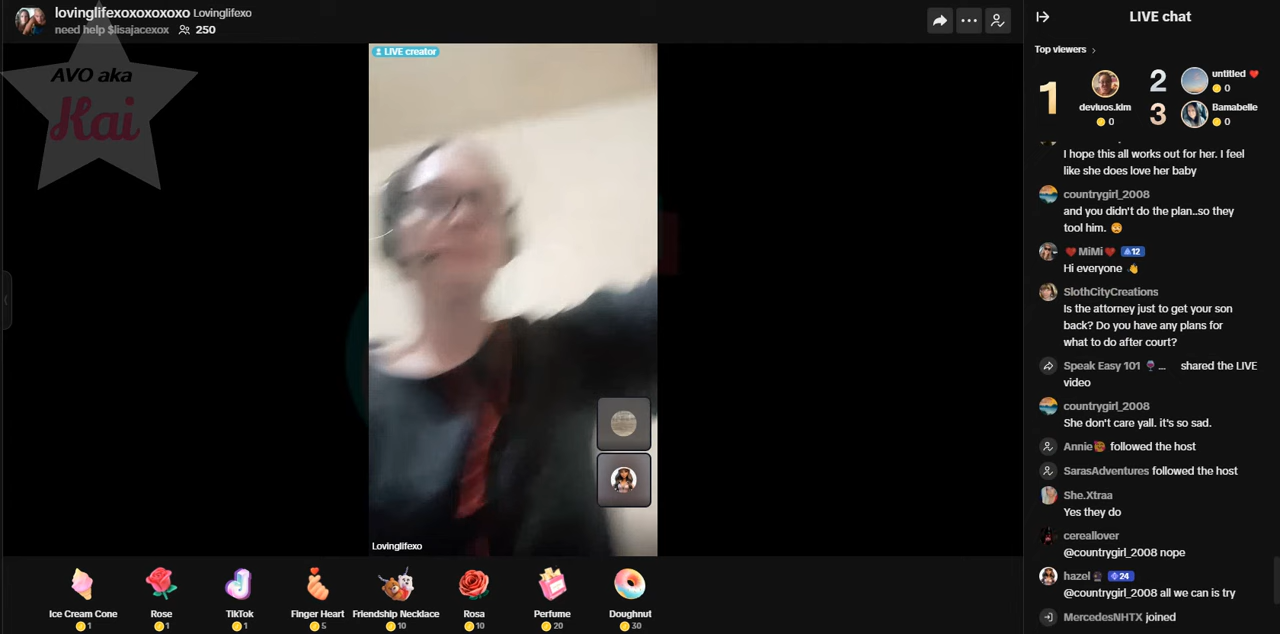 lovinglifexoxoxoxoxo Lovinglifexo
need help $lisajacexox 250
AVO aka
Kai
LIVE creator
Lovinglifexo
Ice Cream Cone
1
Rose
1
TikTok
1
Finger Heart
5
Friendship Necklace
10
Rosa
10
Perfume
20
Doughnut
30
LIVE chat
Top viewers >
1
deviuos.kim
0
2
untitled ❤️
0
3
Bamabelle
0
I hope this all works out for her. I feel
like she does love her baby
countrygirl_2008
and you didn't do the plan..so they
tool him. 😥
❤️ MiMi ❤️ 12
Hi everyone 👋
SlothCityCreations
Is the attorney just to get your son
back? Do you have any plans for
what to do after court?
Speak Easy 101 🍷... shared the LIVE
video
countrygirl_2008
She don't care yall. it's so sad.
Annie followed the host
SarasAdventures followed the host
She.Xtraa
Yes they do
cereallover
@countrygirl_2008 nope
hazel 24
@countrygirl_2008 all we can is try
MercedesNHTX joined